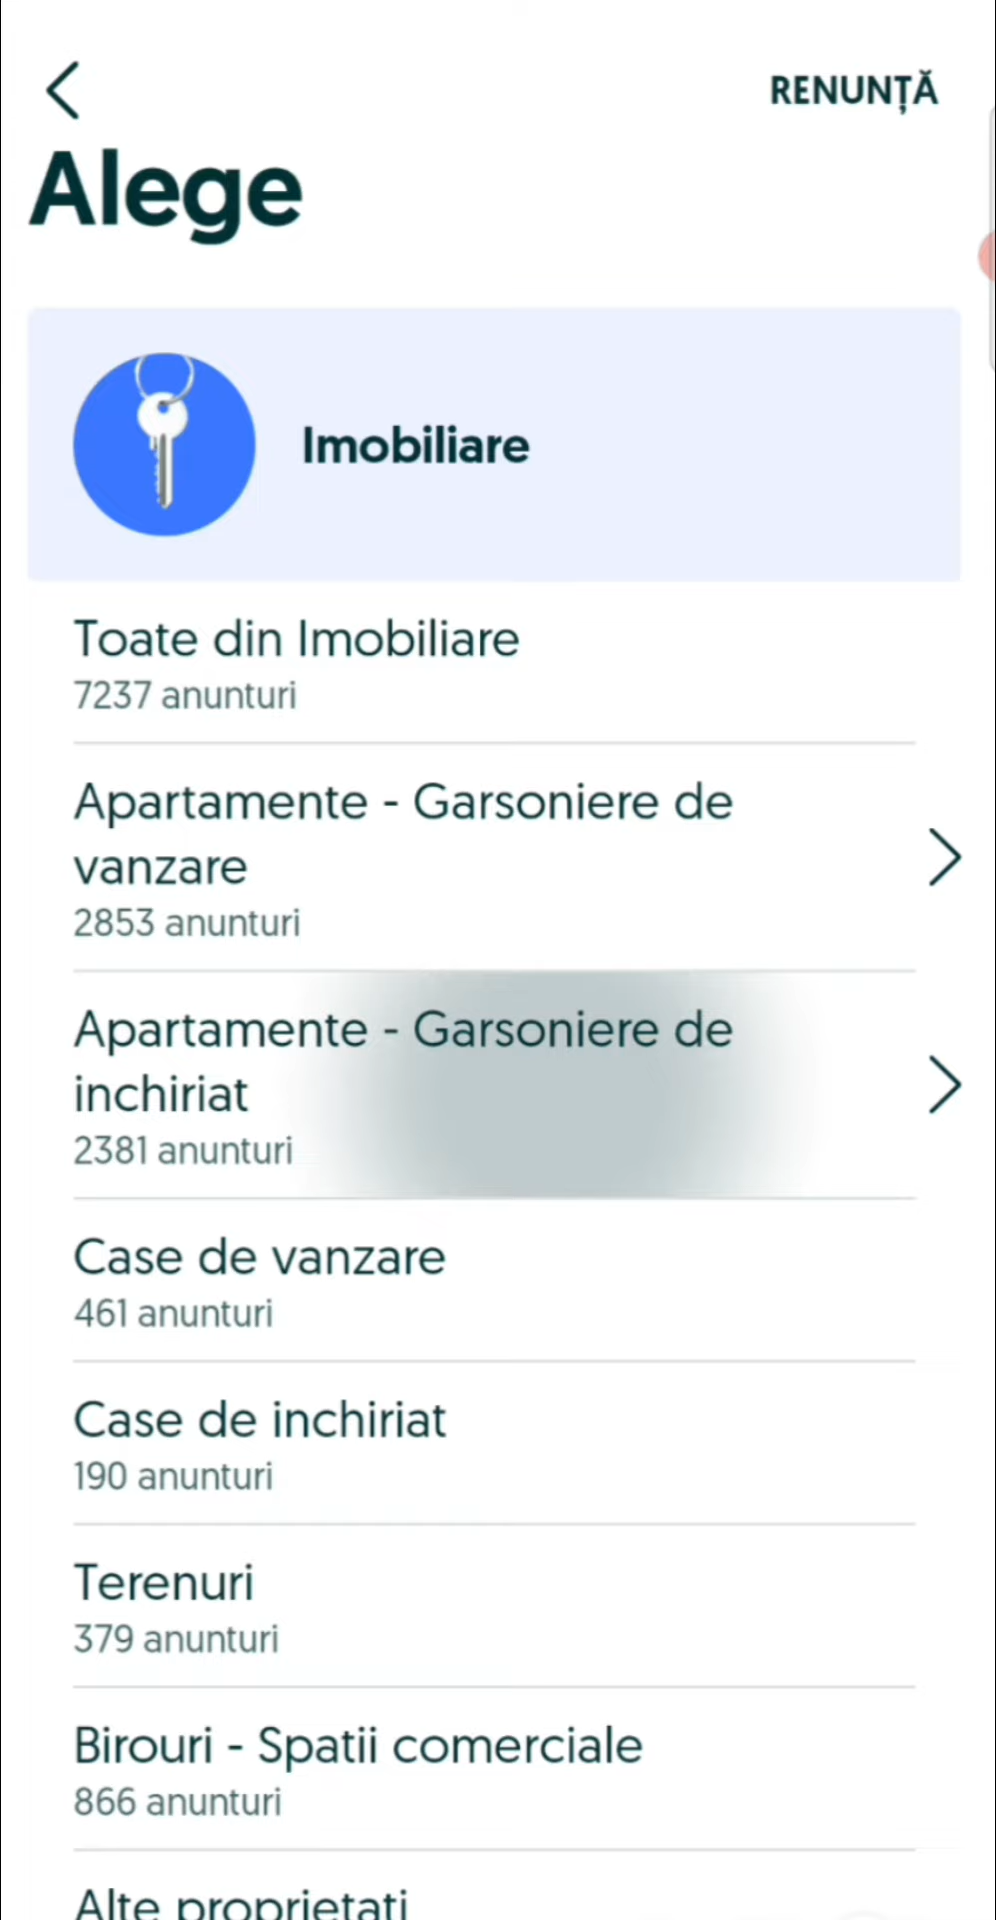 RENUNȚĂ
Alege
Imobiliare
Toate din Imobiliare
7237 anunturi
Apartamente - Garsoniere de
vanzare
2853 anunturi
Apartamente - Garsoniere de
inchiriat
2381 anunturi
Case de vanzare
461 anunturi
Case de inchiriat
190 anunturi
Terenuri
379 anunturi
Birouri - Spatii comerciale
866 anunturi
Alte proprietati